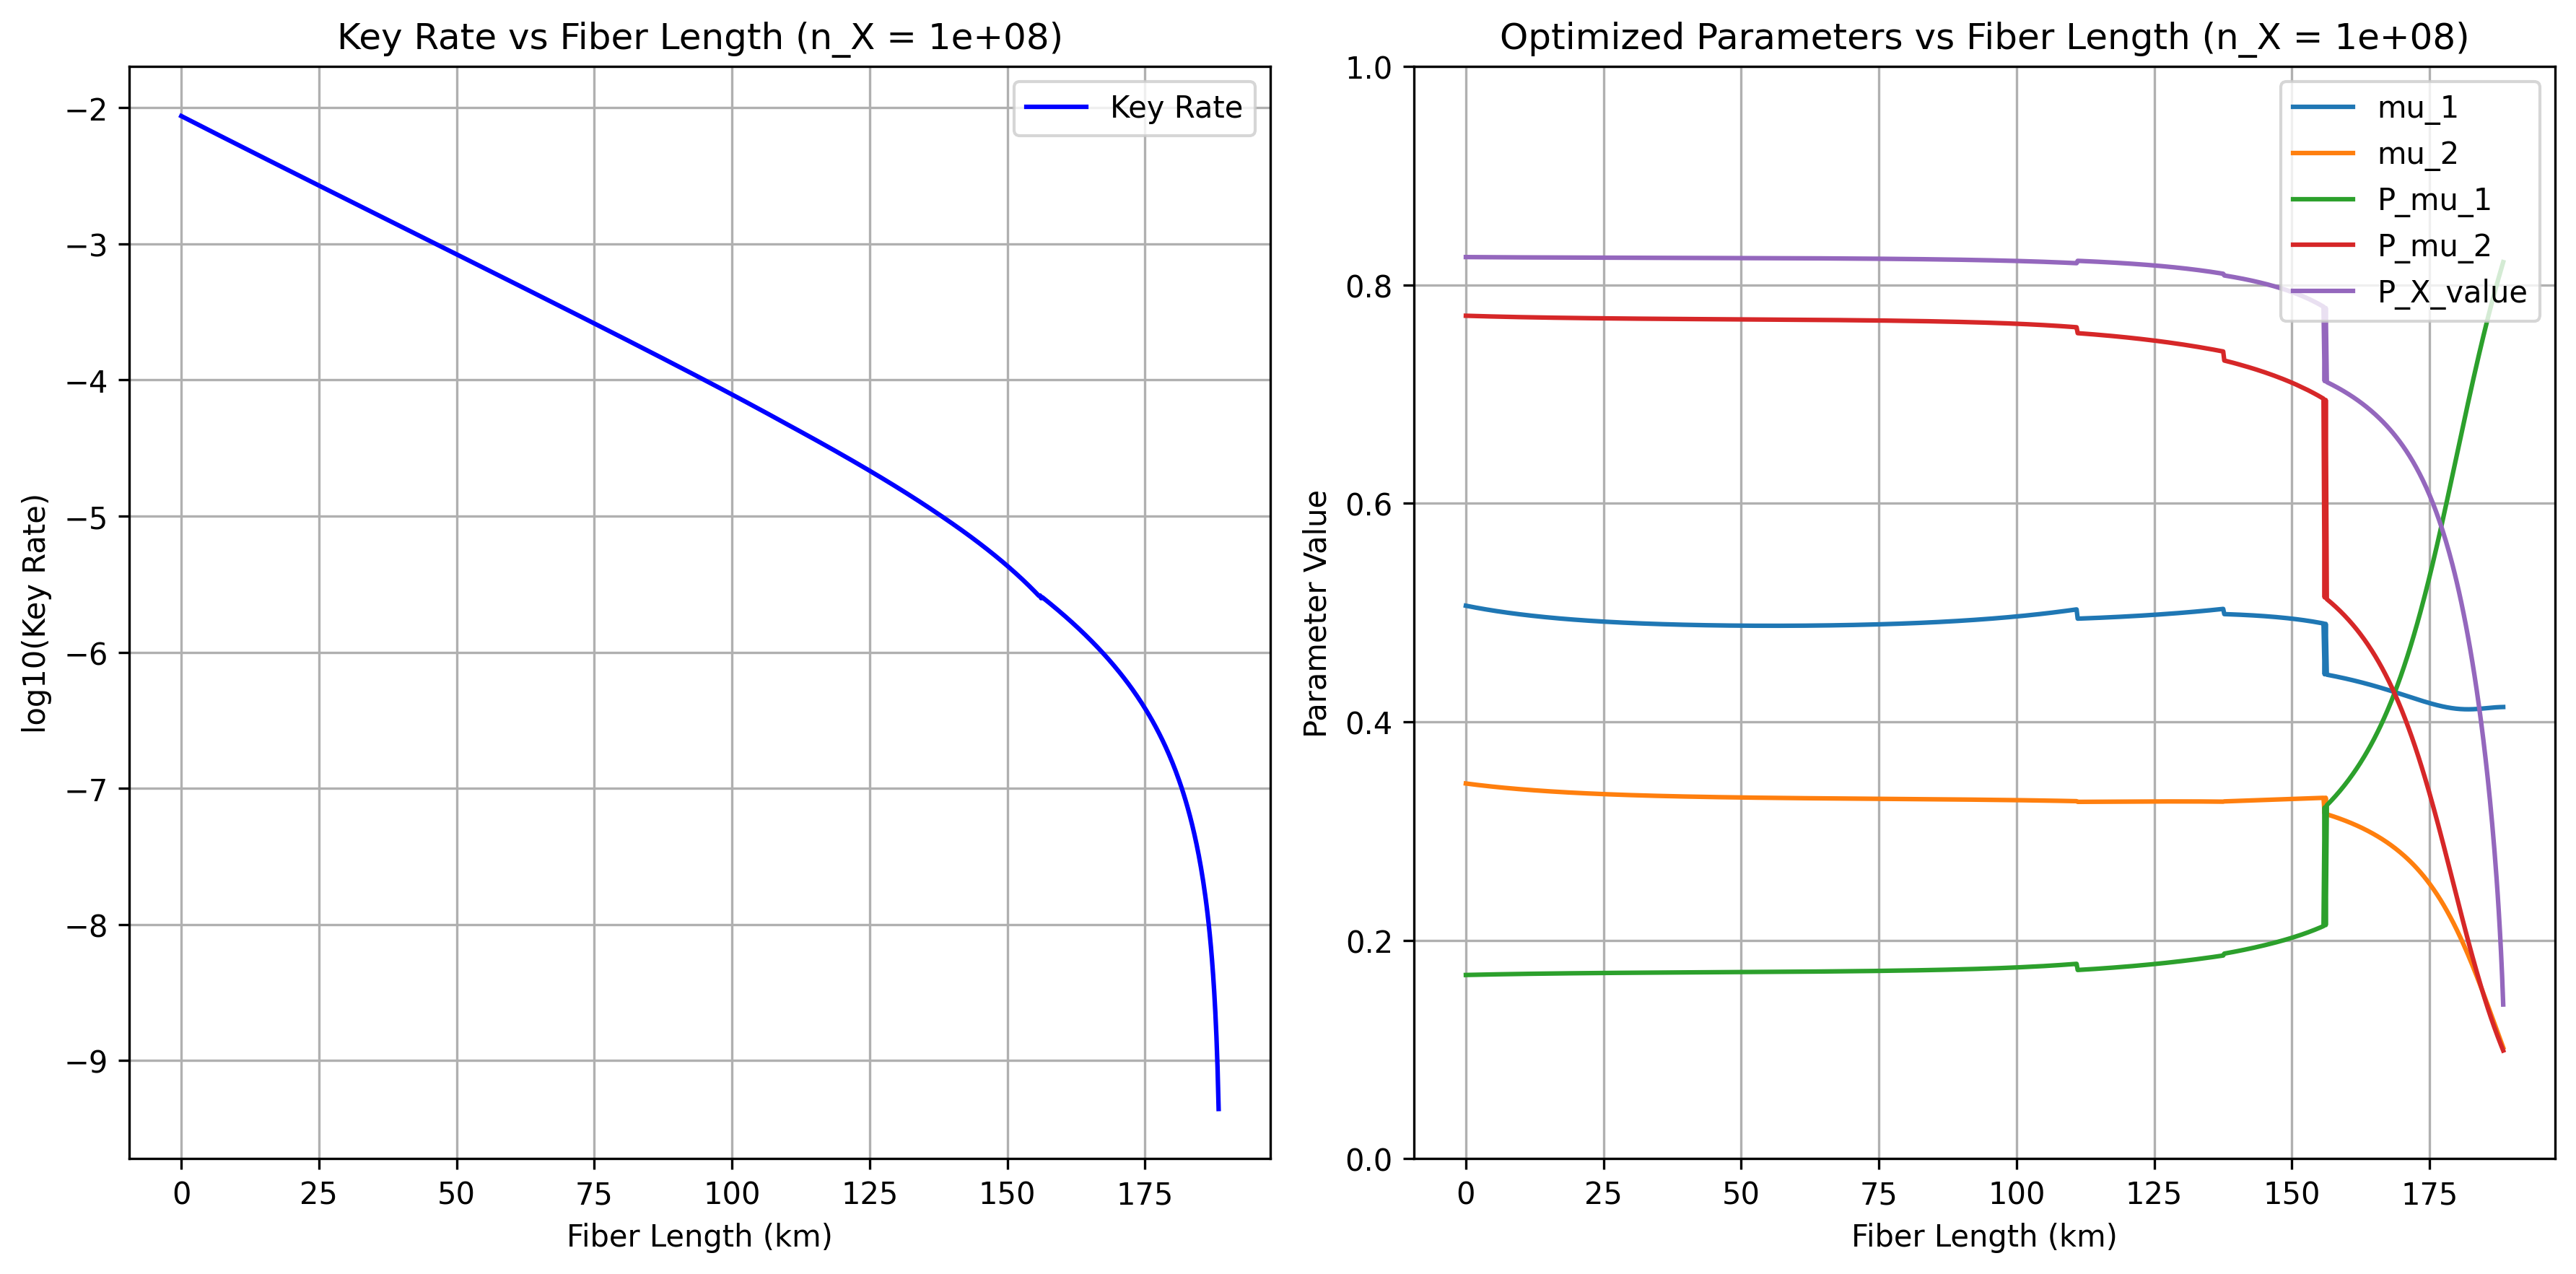 Key Rate vs Fiber Length (n_X = 1e+08)
Key Rate
log10(Key Rate)
−2
−3
−4
−5
−6
−7
−8
−9
0 25 50 75 100 125 150 175
Fiber Length (km)
Optimized Parameters vs Fiber Length (n_X = 1e+08)
mu_1
mu_2
P_mu_1
P_mu_2
P_X_value
Parameter Value
1.0
0.8
0.6
0.4
0.2
0.0
0 25 50 75 100 125 150 175
Fiber Length (km)